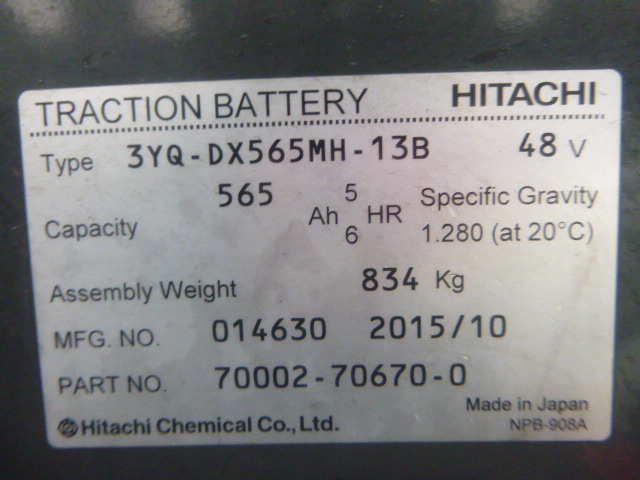 TRACTION BATTERY HITACHI
Type 3YQ-DX565MH-13B 48 V
Capacity 565 Ah 5 HR Specific Gravity
6 1.280 (at 20°C)
Assembly Weight 834 Kg
MFG. NO. 014630 2015/10
PART NO. 70002-70670-0
Made in Japan
Hitachi Chemical Co., Ltd. NPB-908A